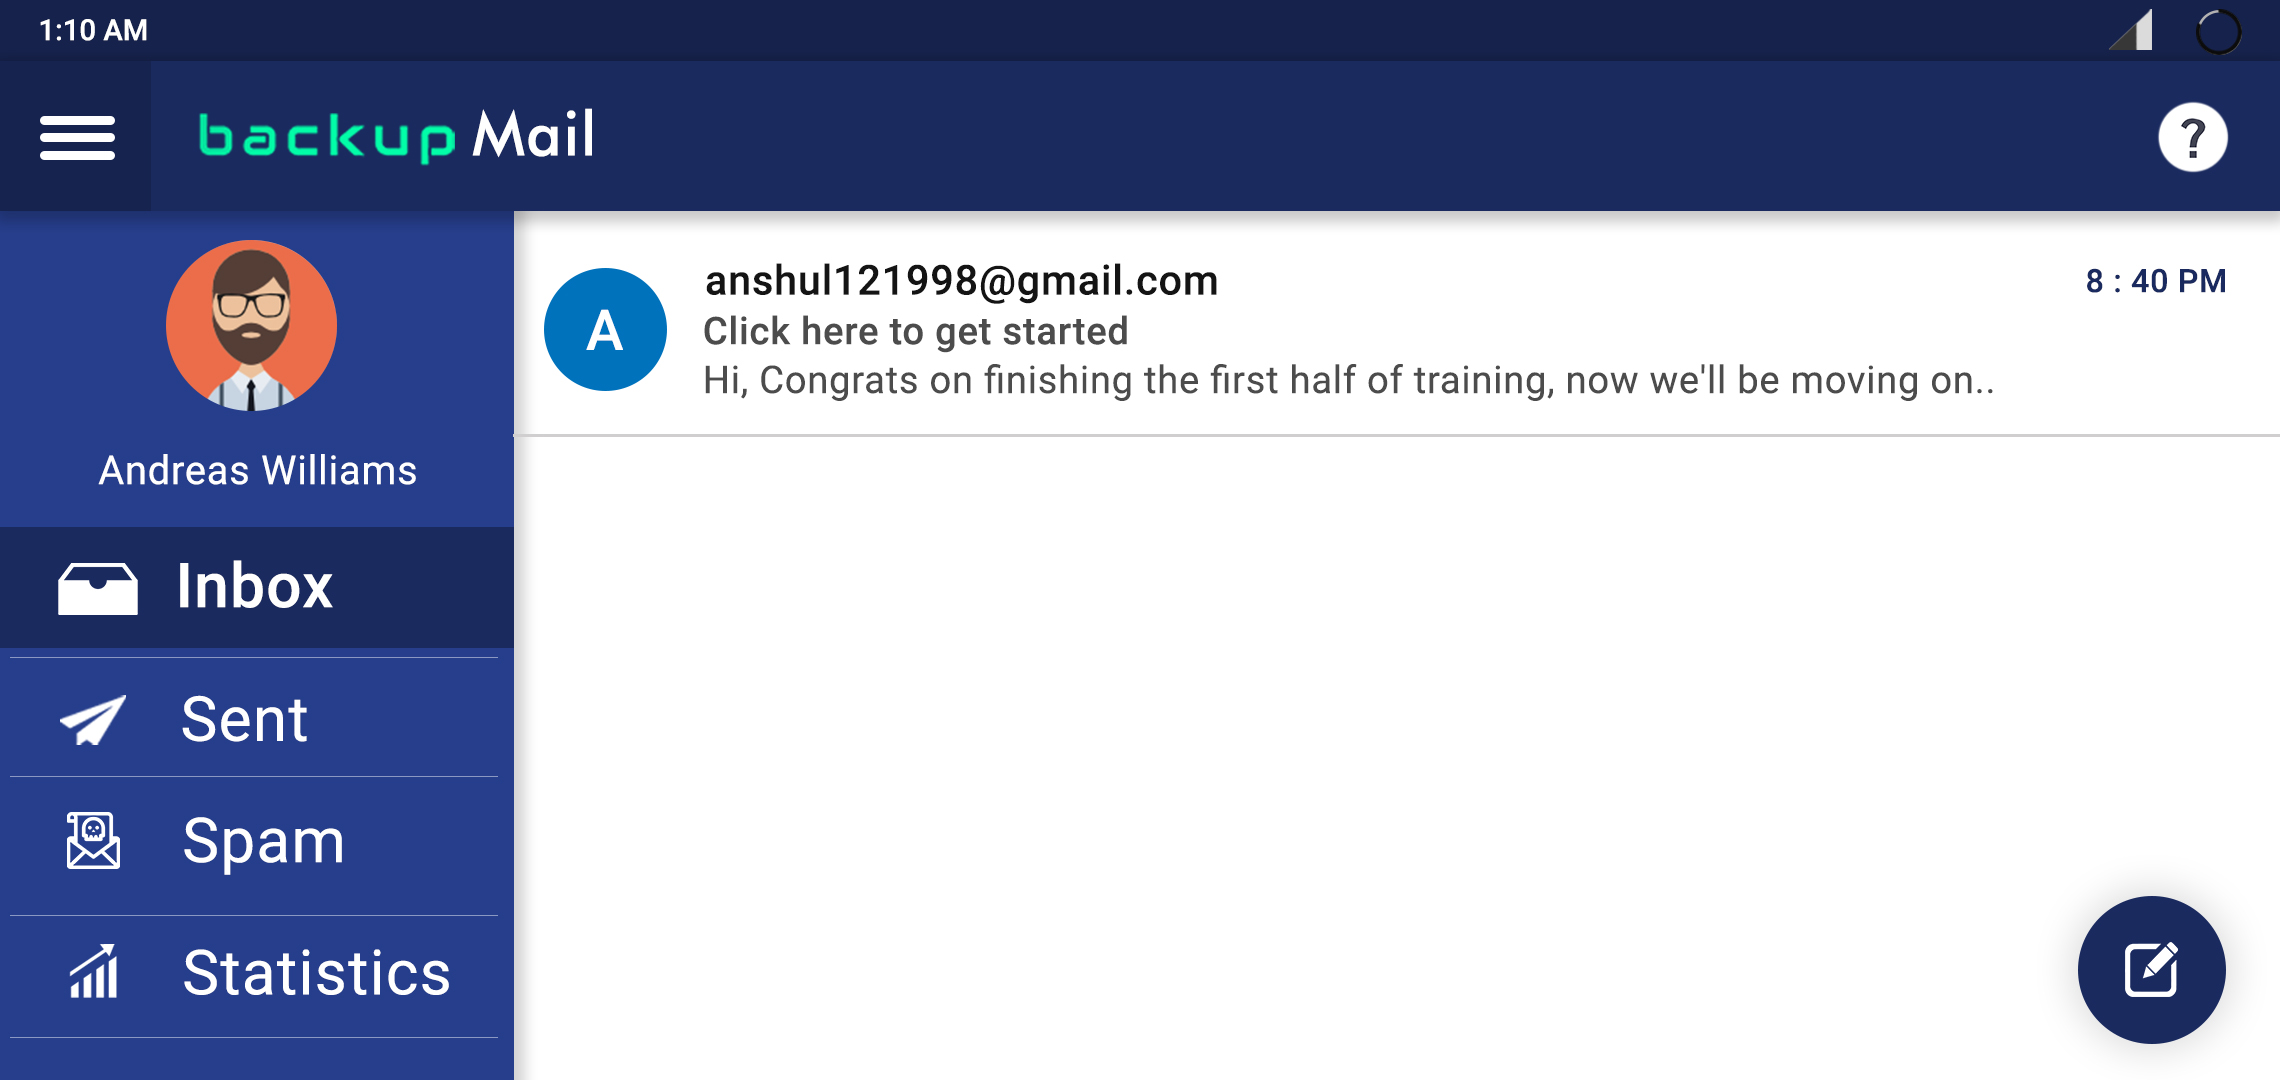 1:10 AM
backup Mail
?
Andreas Williams
Inbox
Sent
Spam
Statistics
A
anshul121998@gmail.com
8 : 40 PM
Click here to get started
Hi, Congrats on finishing the first half of training, now we'll be moving on..